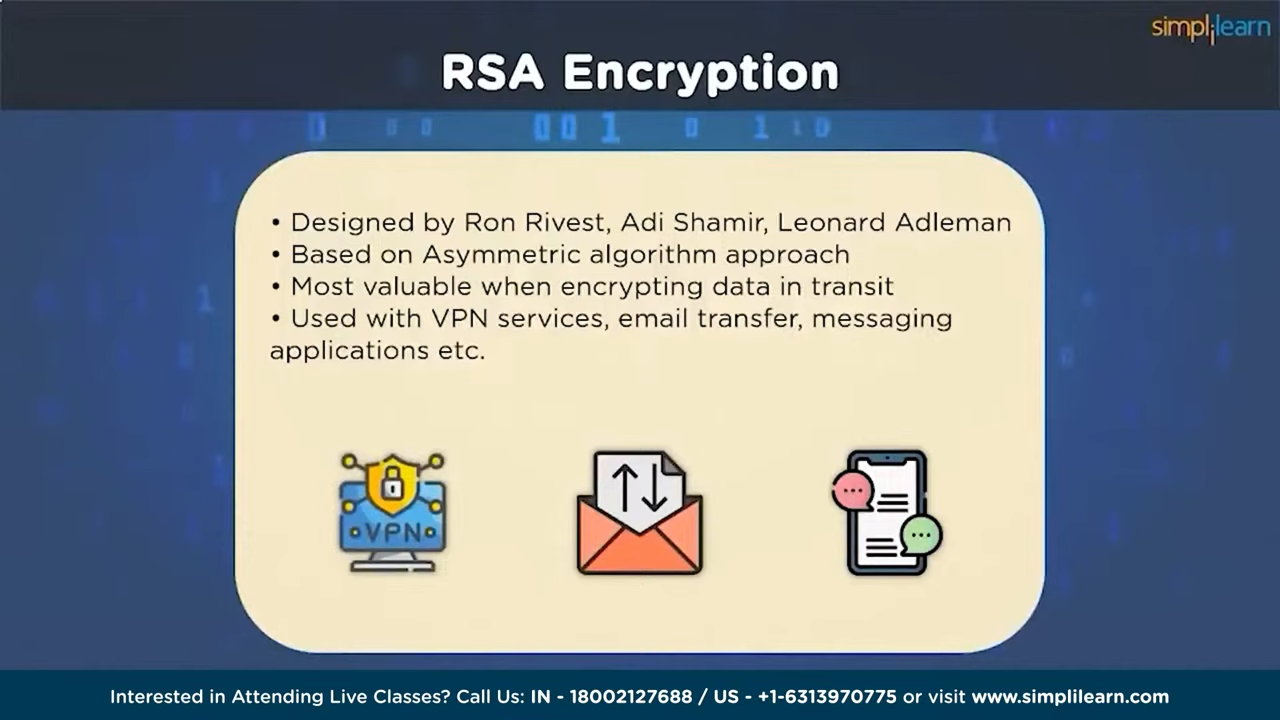 simplilearn
RSA Encryption
• Designed by Ron Rivest, Adi Shamir, Leonard Adleman
• Based on Asymmetric algorithm approach
• Most valuable when encrypting data in transit
• Used with VPN services, email transfer, messaging
applications etc.
VPN
Interested in Attending Live Classes? Call Us: IN - 18002127688 / US - +1-6313970775 or visit www.simplilearn.com